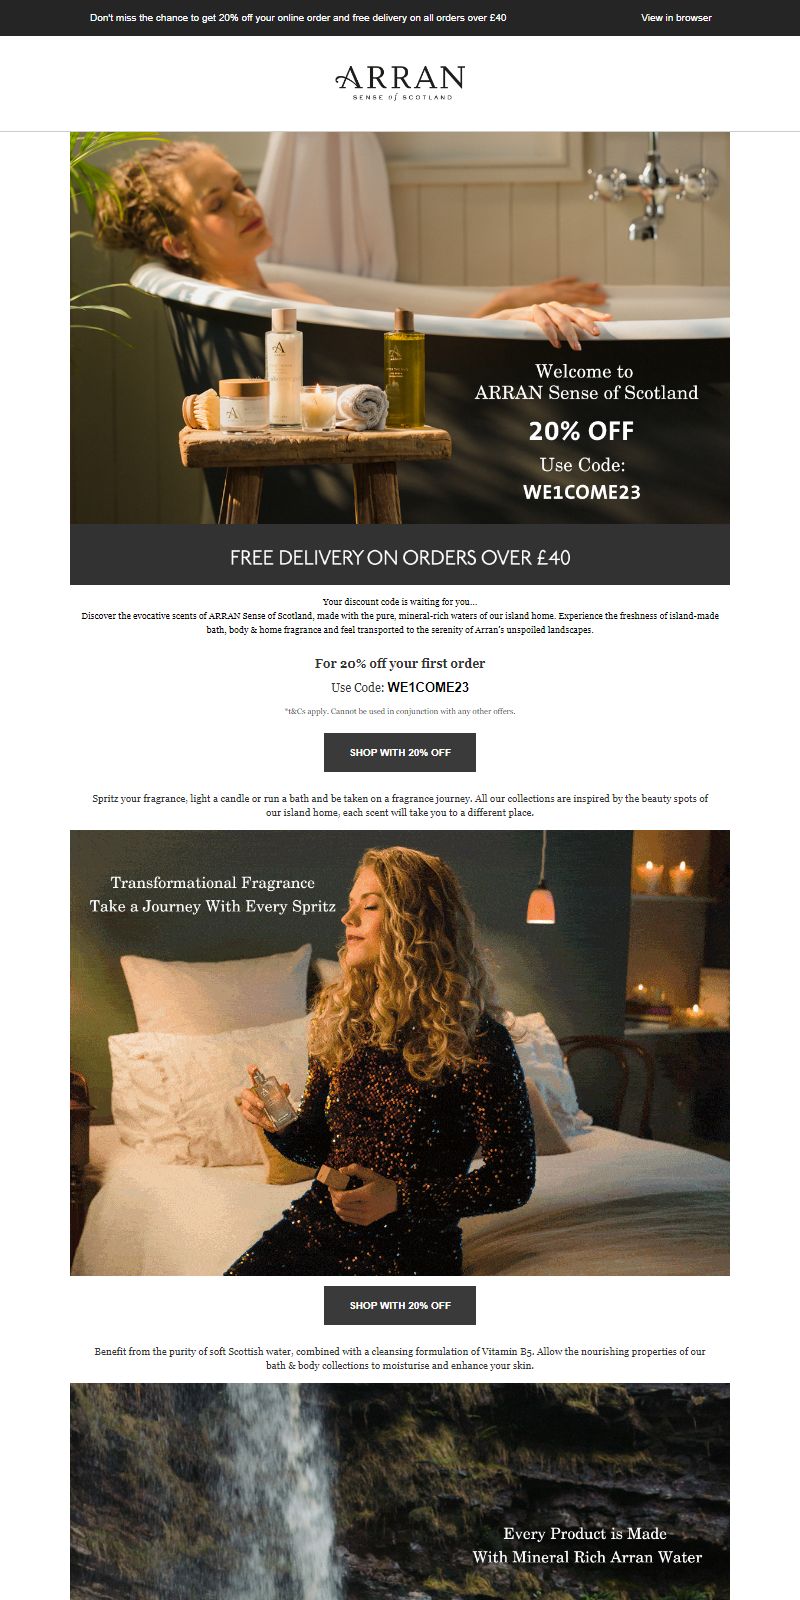 Don't miss the chance to get 20% off your online order and free delivery on all orders over £40
View in browser
ARRAN
SENSE of SCOTLAND
Welcome to
ARRAN Sense of Scotland
20% OFF
Use Code:
WE1COME23
FREE DELIVERY ON ORDERS OVER £40
Your discount code is waiting for you...
Discover the evocative scents of ARRAN Sense of Scotland, made with the pure, mineral-rich waters of our island home. Experience the freshness of island-made
bath, body & home fragrance and feel transported to the serenity of Arran's unspoiled landscapes.
For 20% off your first order
Use Code: WE1COME23
*t&Cs apply. Cannot be used in conjunction with any other offers.
SHOP WITH 20% OFF
Spritz your fragrance, light a candle or run a bath and be taken on a fragrance journey. All our collections are inspired by the beauty spots of
our island home, each scent will take you to a different place.
Transformational Fragrance
Take a Journey With Every Spritz
SHOP WITH 20% OFF
Benefit from the purity of soft Scottish water, combined with a cleansing formulation of Vitamin B5. Allow the nourishing properties of our
bath & body collections to moisturise and enhance your skin.
Every Product is Made
With Mineral Rich Arran Water